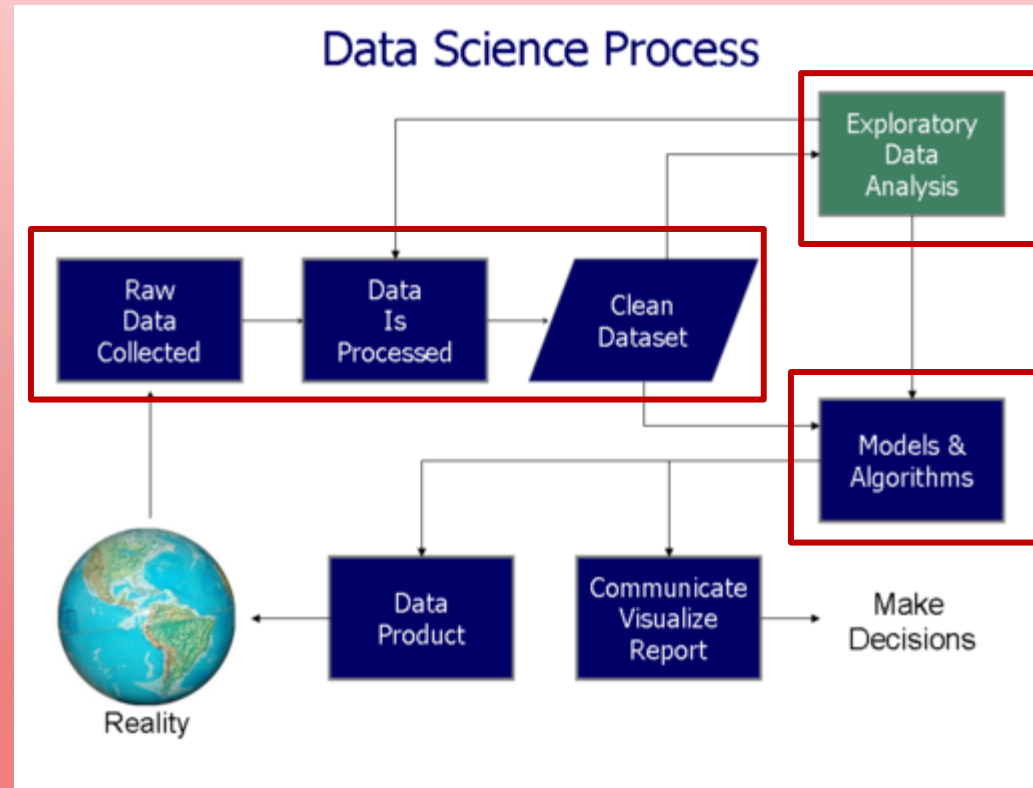 Data Science Process
Exploratory
Data
Analysis
Raw
Data
Collected
Data
Is
Processed
Clean
Dataset
Models &
Algorithms
Data
Product
Communicate
Visualize
Report
Make
Decisions
Reality